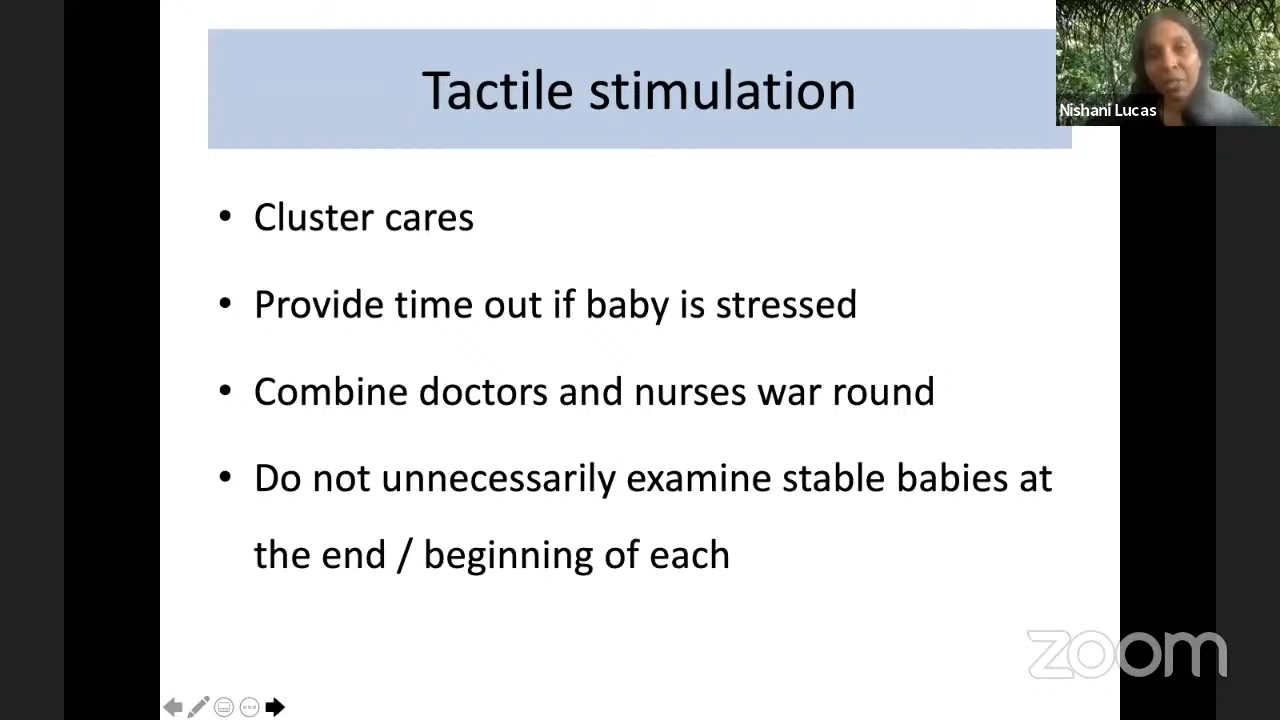 Tactile stimulation
Nishani Lucas
• Cluster cares
• Provide time out if baby is stressed
• Combine doctors and nurses war round
• Do not unnecessarily examine stable babies at
the end / beginning of each
zoom